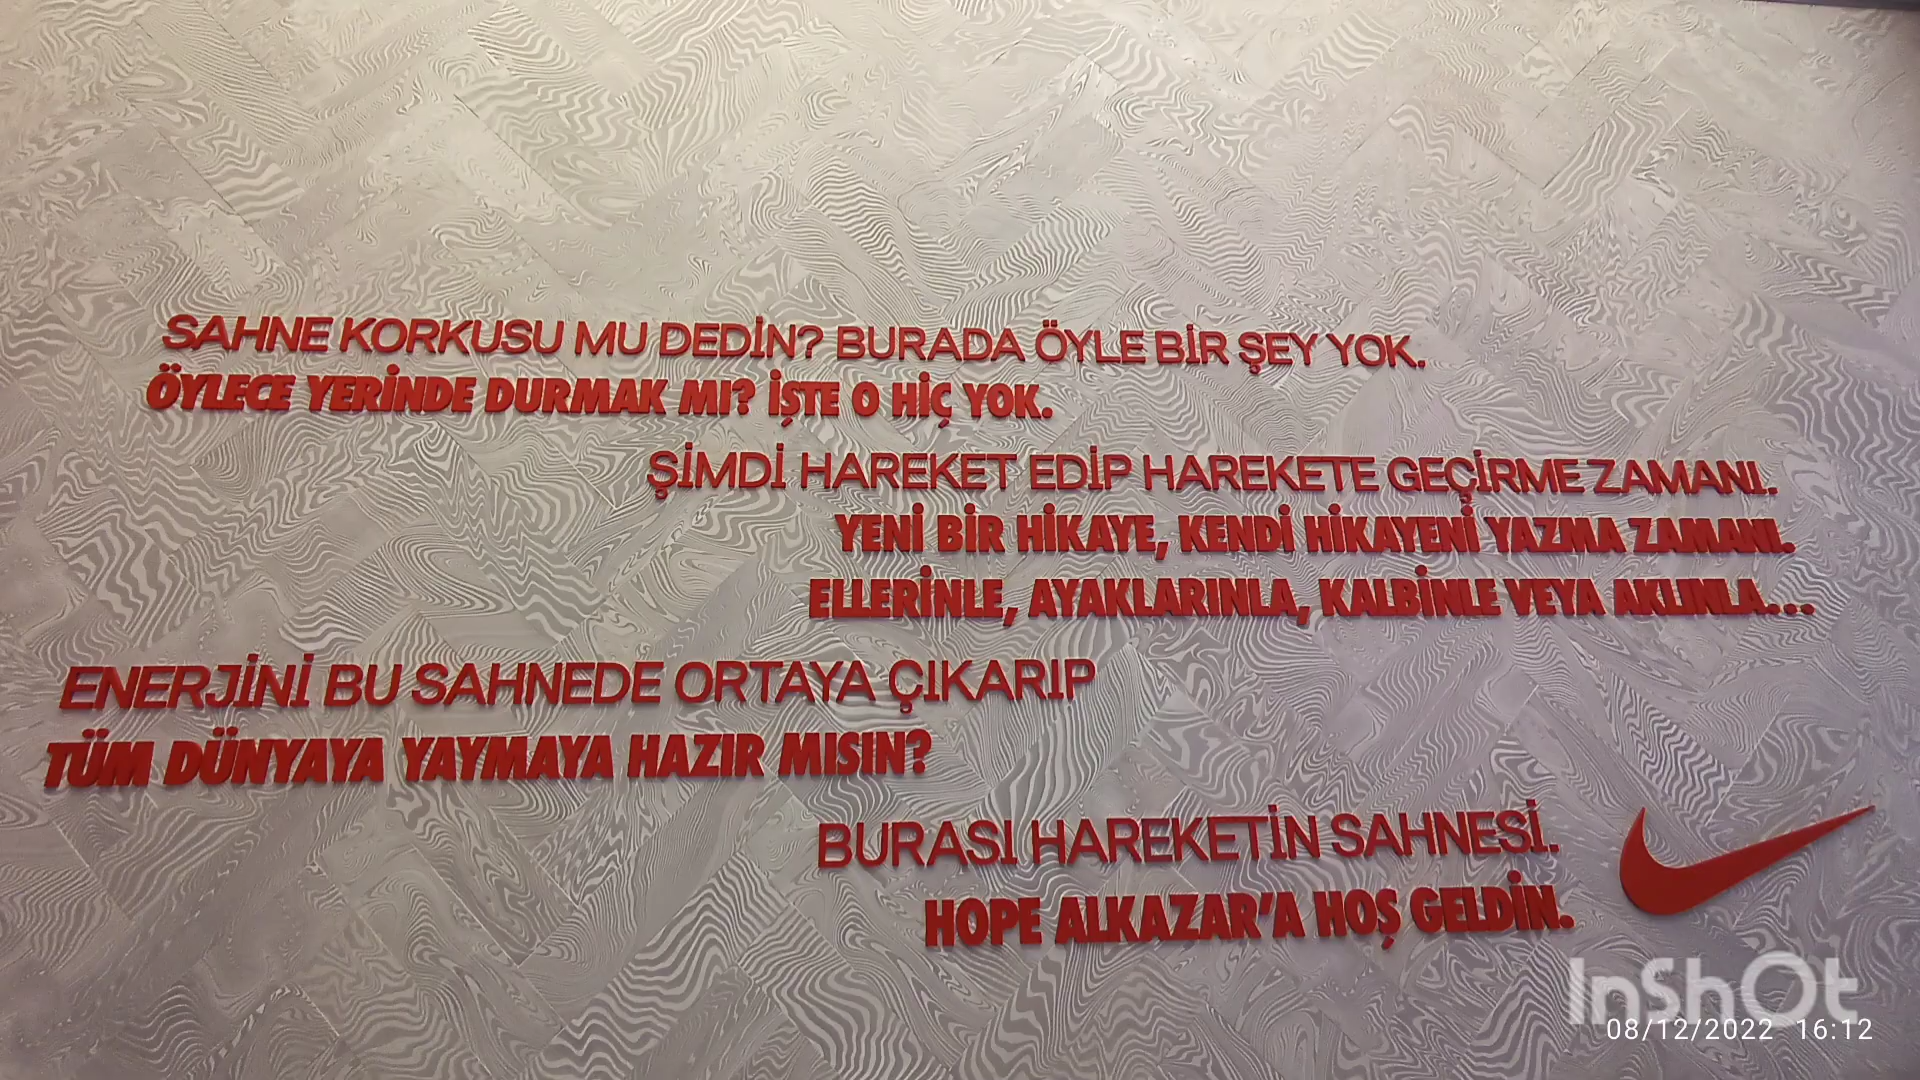 SAHNE KORKUSU MU DEDİN? BURADA ÖYLE BİR ŞEY YOK.
ÖYLECE YERİNDE DURMAK MI? İŞTE O HİÇ YOK.
ŞİMDİ HAREKET EDİP HAREKETE GEÇİRME ZAMANI.
YENİ BİR HİKAYE, KENDİ HİKAYENİ YAZMA ZAMANI.
ELLERİNLE, AYAKLARINLA, KALBİNLE VEYA AKLINLA...
ENERJİNİ BU SAHNEDE ORTAYA ÇIKARIP
TÜM DÜNYAYA YAYMAYA HAZIR MISIN?
BURASI HAREKETİN SAHNESİ.
HOPE ALKAZAR'A HOŞ GELDİN.
InShOt
08/12/2022 16:12